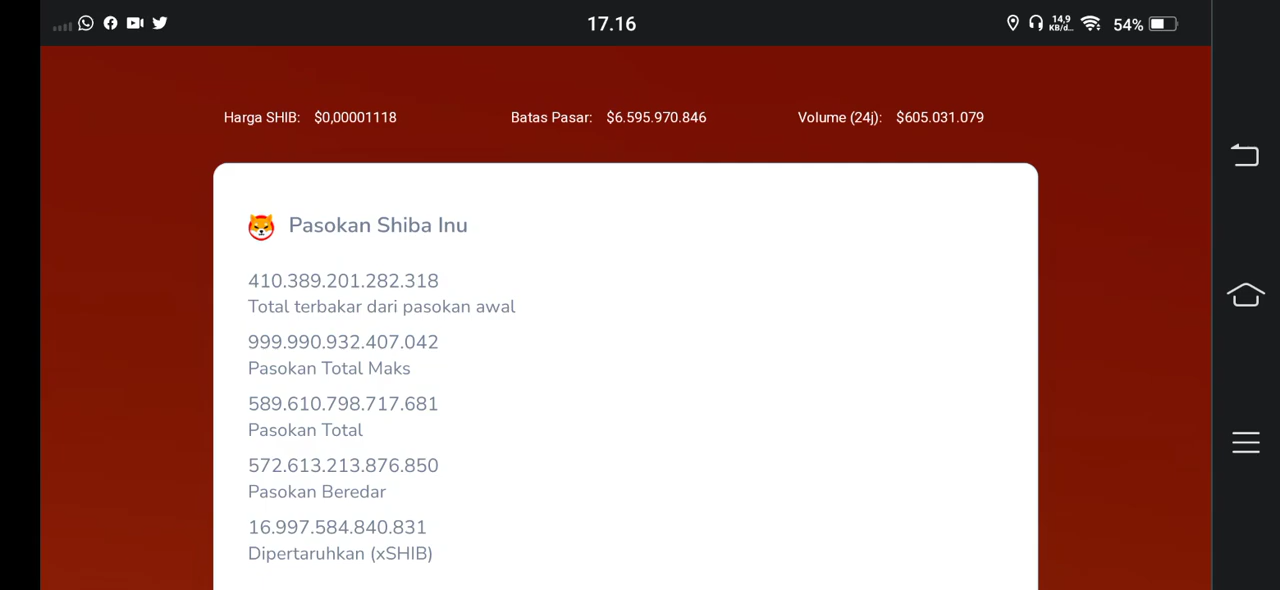 17.16
14,9
KB/d...
54%
Harga SHIB: $0,00001118
Batas Pasar: $6.595.970.846
Volume (24j): $605.031.079
Pasokan Shiba Inu
410.389.201.282.318
Total terbakar dari pasokan awal
999.990.932.407.042
Pasokan Total Maks
589.610.798.717.681
Pasokan Total
572.613.213.876.850
Pasokan Beredar
16.997.584.840.831
Dipertaruhkan (xSHIB)